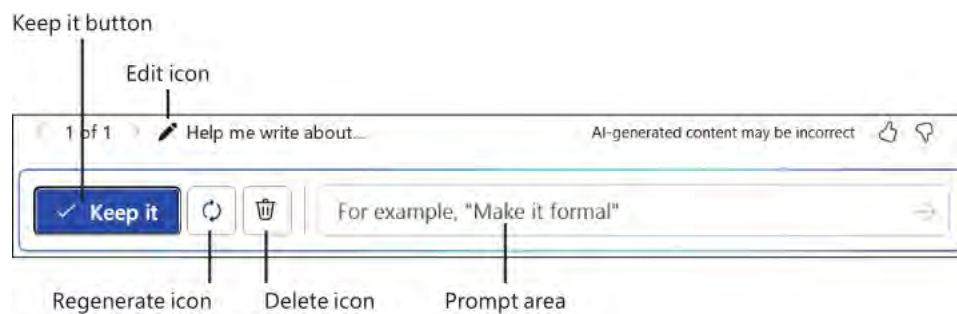 Keep it button
Edit icon
1 of 1 Help me write about... AI-generated content may be incorrect
Keep it For example, "Make it formal"
Regenerate icon Delete icon Prompt area